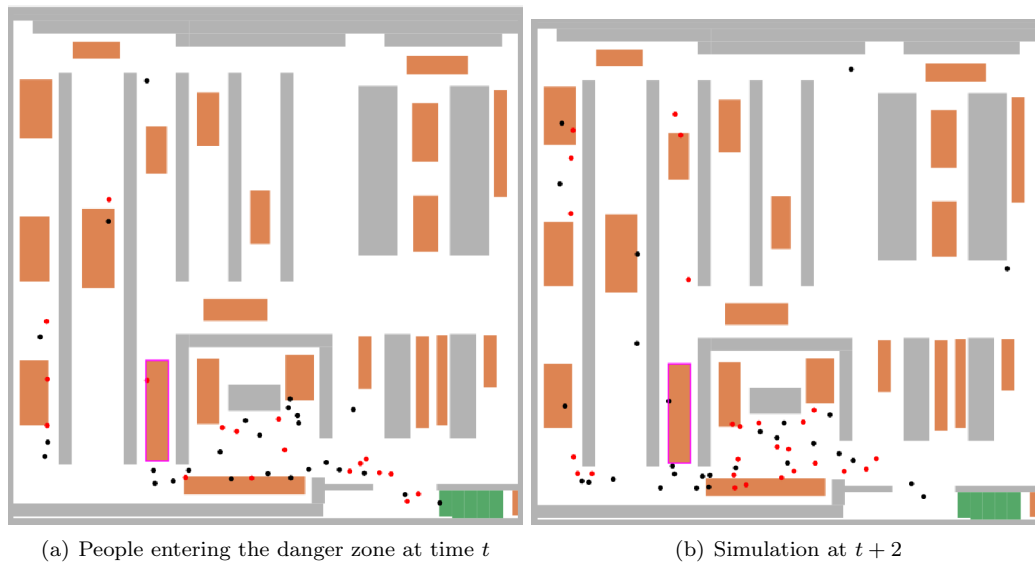 (a) People entering the danger zone at time t
(b) Simulation at t + 2